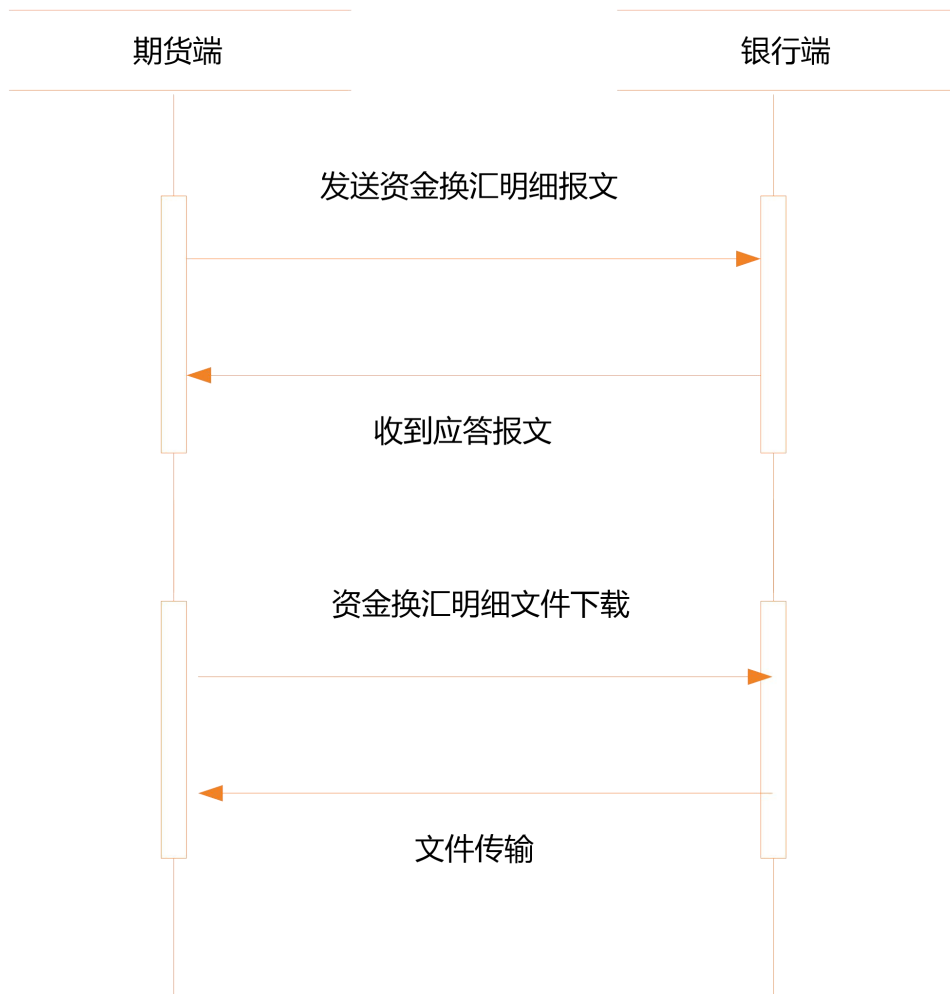 期货端
银行端
发送资金换汇明细报文
收到应答报文
资金换汇明细文件下载
文件传输